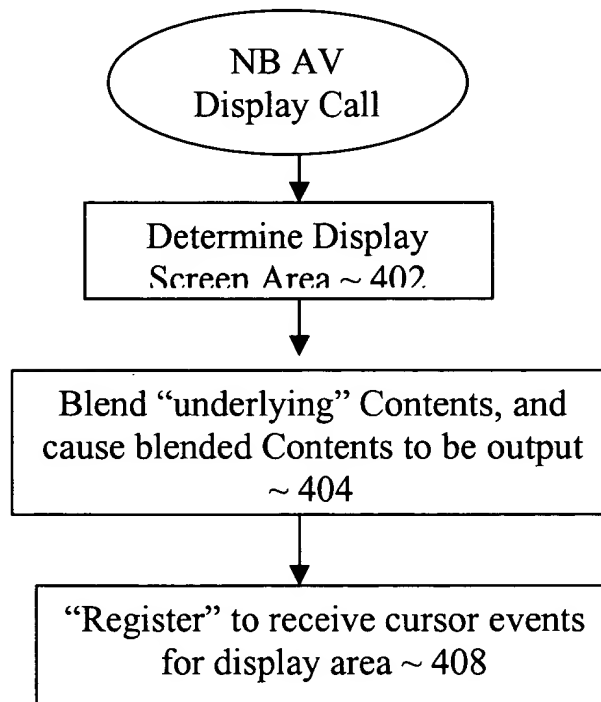 NB AV
Display Call
Determine Display
Screen Area ~ 402
Blend “underlying” Contents, and
cause blended Contents to be output
~ 404
“Register” to receive cursor events
for display area ~ 408